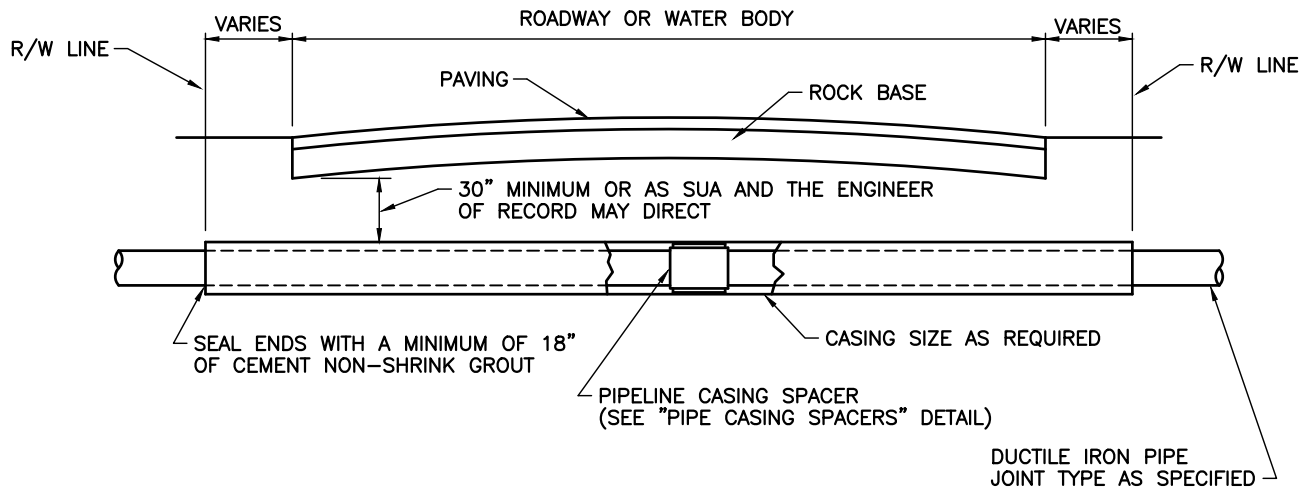 VARIES
ROADWAY OR WATER BODY
VARIES
R/W LINE
R/W LINE
PAVING
ROCK BASE
30” MINIMUM OR AS SUA AND THE ENGINEER
OF RECORD MAY DIRECT
SEAL ENDS WITH A MINIMUM OF 18”
OF CEMENT NON-SHRINK GROUT
CASING SIZE AS REQUIRED
PIPELINE CASING SPACER
(SEE ”PIPE CASING SPACERS” DETAIL)
DUCTILE IRON PIPE
JOINT TYPE AS SPECIFIED